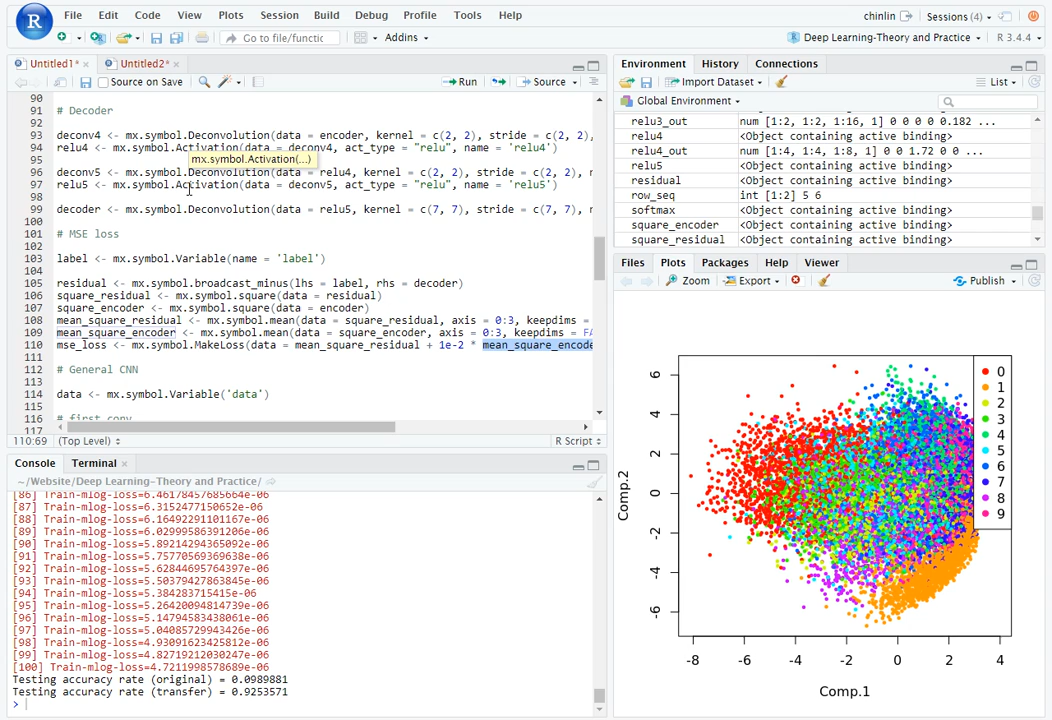 File Edit Code View Plots Session Build Debug Profile Tools Help
chinlin Sessions (4)
R
Go to file/functic Addins
Deep Learning-Theory and Practice R 3.4.4
Untitled1* × Untitled2* ×
Source on Save Run Source
90
91 # Decoder
92
93 deconv4 <- mx.symbol.Deconvolution(data = encoder, kernel = c(2, 2), stride = c(2, 2),
94 relu4 <- mx.symbol.Activation(data = deconv4, act_type = "relu", name = 'relu4')
mx.symbol.Activation(...)
95
96 deconv5 <- mx.symbol.Deconvolution(data = relu4, kernel = c(2, 2), stride = c(2, 2), n
97 relu5 <- mx.symbol.Activation(data = deconv5, act_type = "relu", name = 'relu5')
98
99 decoder <- mx.symbol.Deconvolution(data = relu5, kernel = c(7, 7), stride = c(7, 7), n
100
101 # MSE loss
102
103 label <- mx.symbol.Variable(name = 'label')
104
105 residual <- mx.symbol.broadcast_minus(lhs = label, rhs = decoder)
106 square_residual <- mx.symbol.square(data = residual)
107 square_encoder <- mx.symbol.square(data = encoder)
108 mean_square_residual <- mx.symbol.mean(data = square_residual, axis = 0:3, keepdims =
109 mean_square_encoder <- mx.symbol.mean(data = square_encoder, axis = 0:3, keepdims = FA
110 mse_loss <- mx.symbol.MakeLoss(data = mean_square_residual + 1e-2 * mean_square_encode
111
112 # General CNN
113
114 data <- mx.symbol.Variable('data')
115
116 # first conv
117
110:69 (Top Level) R Script
Console Terminal ×
~/Website/Deep Learning-Theory and Practice/
[86] Train-mlog-loss=6.46178457685664e-06
[87] Train-mlog-loss=6.3152477150652e-06
[88] Train-mlog-loss=6.16492291101167e-06
[89] Train-mlog-loss=6.02995806391206e-06
[90] Train-mlog-loss=5.89214294365092e-06
[91] Train-mlog-loss=5.75770569369638e-06
[92] Train-mlog-loss=5.62844695764397e-06
[93] Train-mlog-loss=5.50379427863845e-06
[94] Train-mlog-loss=5.384283715415e-06
[95] Train-mlog-loss=5.26420094814739e-06
[96] Train-mlog-loss=5.14794583438061e-06
[97] Train-mlog-loss=5.04085729943426e-06
[98] Train-mlog-loss=4.93091623425812e-06
[99] Train-mlog-loss=4.82719212030247e-06
[100] Train-mlog-loss=4.7211998578689e-06
Testing accuracy rate (original) = 0.0989881
Testing accuracy rate (transfer) = 0.9253571
>
Environment History Connections
Import Dataset List
Global Environment
relu3_out num [1:2, 1:2, 1:16, 1] 0 0 0 0 0.182 ...
relu4 <Object containing active binding>
relu4_out num [1:4, 1:4, 1:8, 1] 0 0 1.72 0 0 ...
relu5 <Object containing active binding>
residual <Object containing active binding>
row_seq int [1:2] 5 6
softmax <Object containing active binding>
square_encoder <Object containing active binding>
square_residual <Object containing active binding>
Files Plots Packages Help Viewer
Zoom Export Publish
Comp.2
6
4
2
0
-2
-4
-6
0
1
2
3
4
5
6
7
8
9
-8 -6 -4 -2 0 2 4
Comp.1